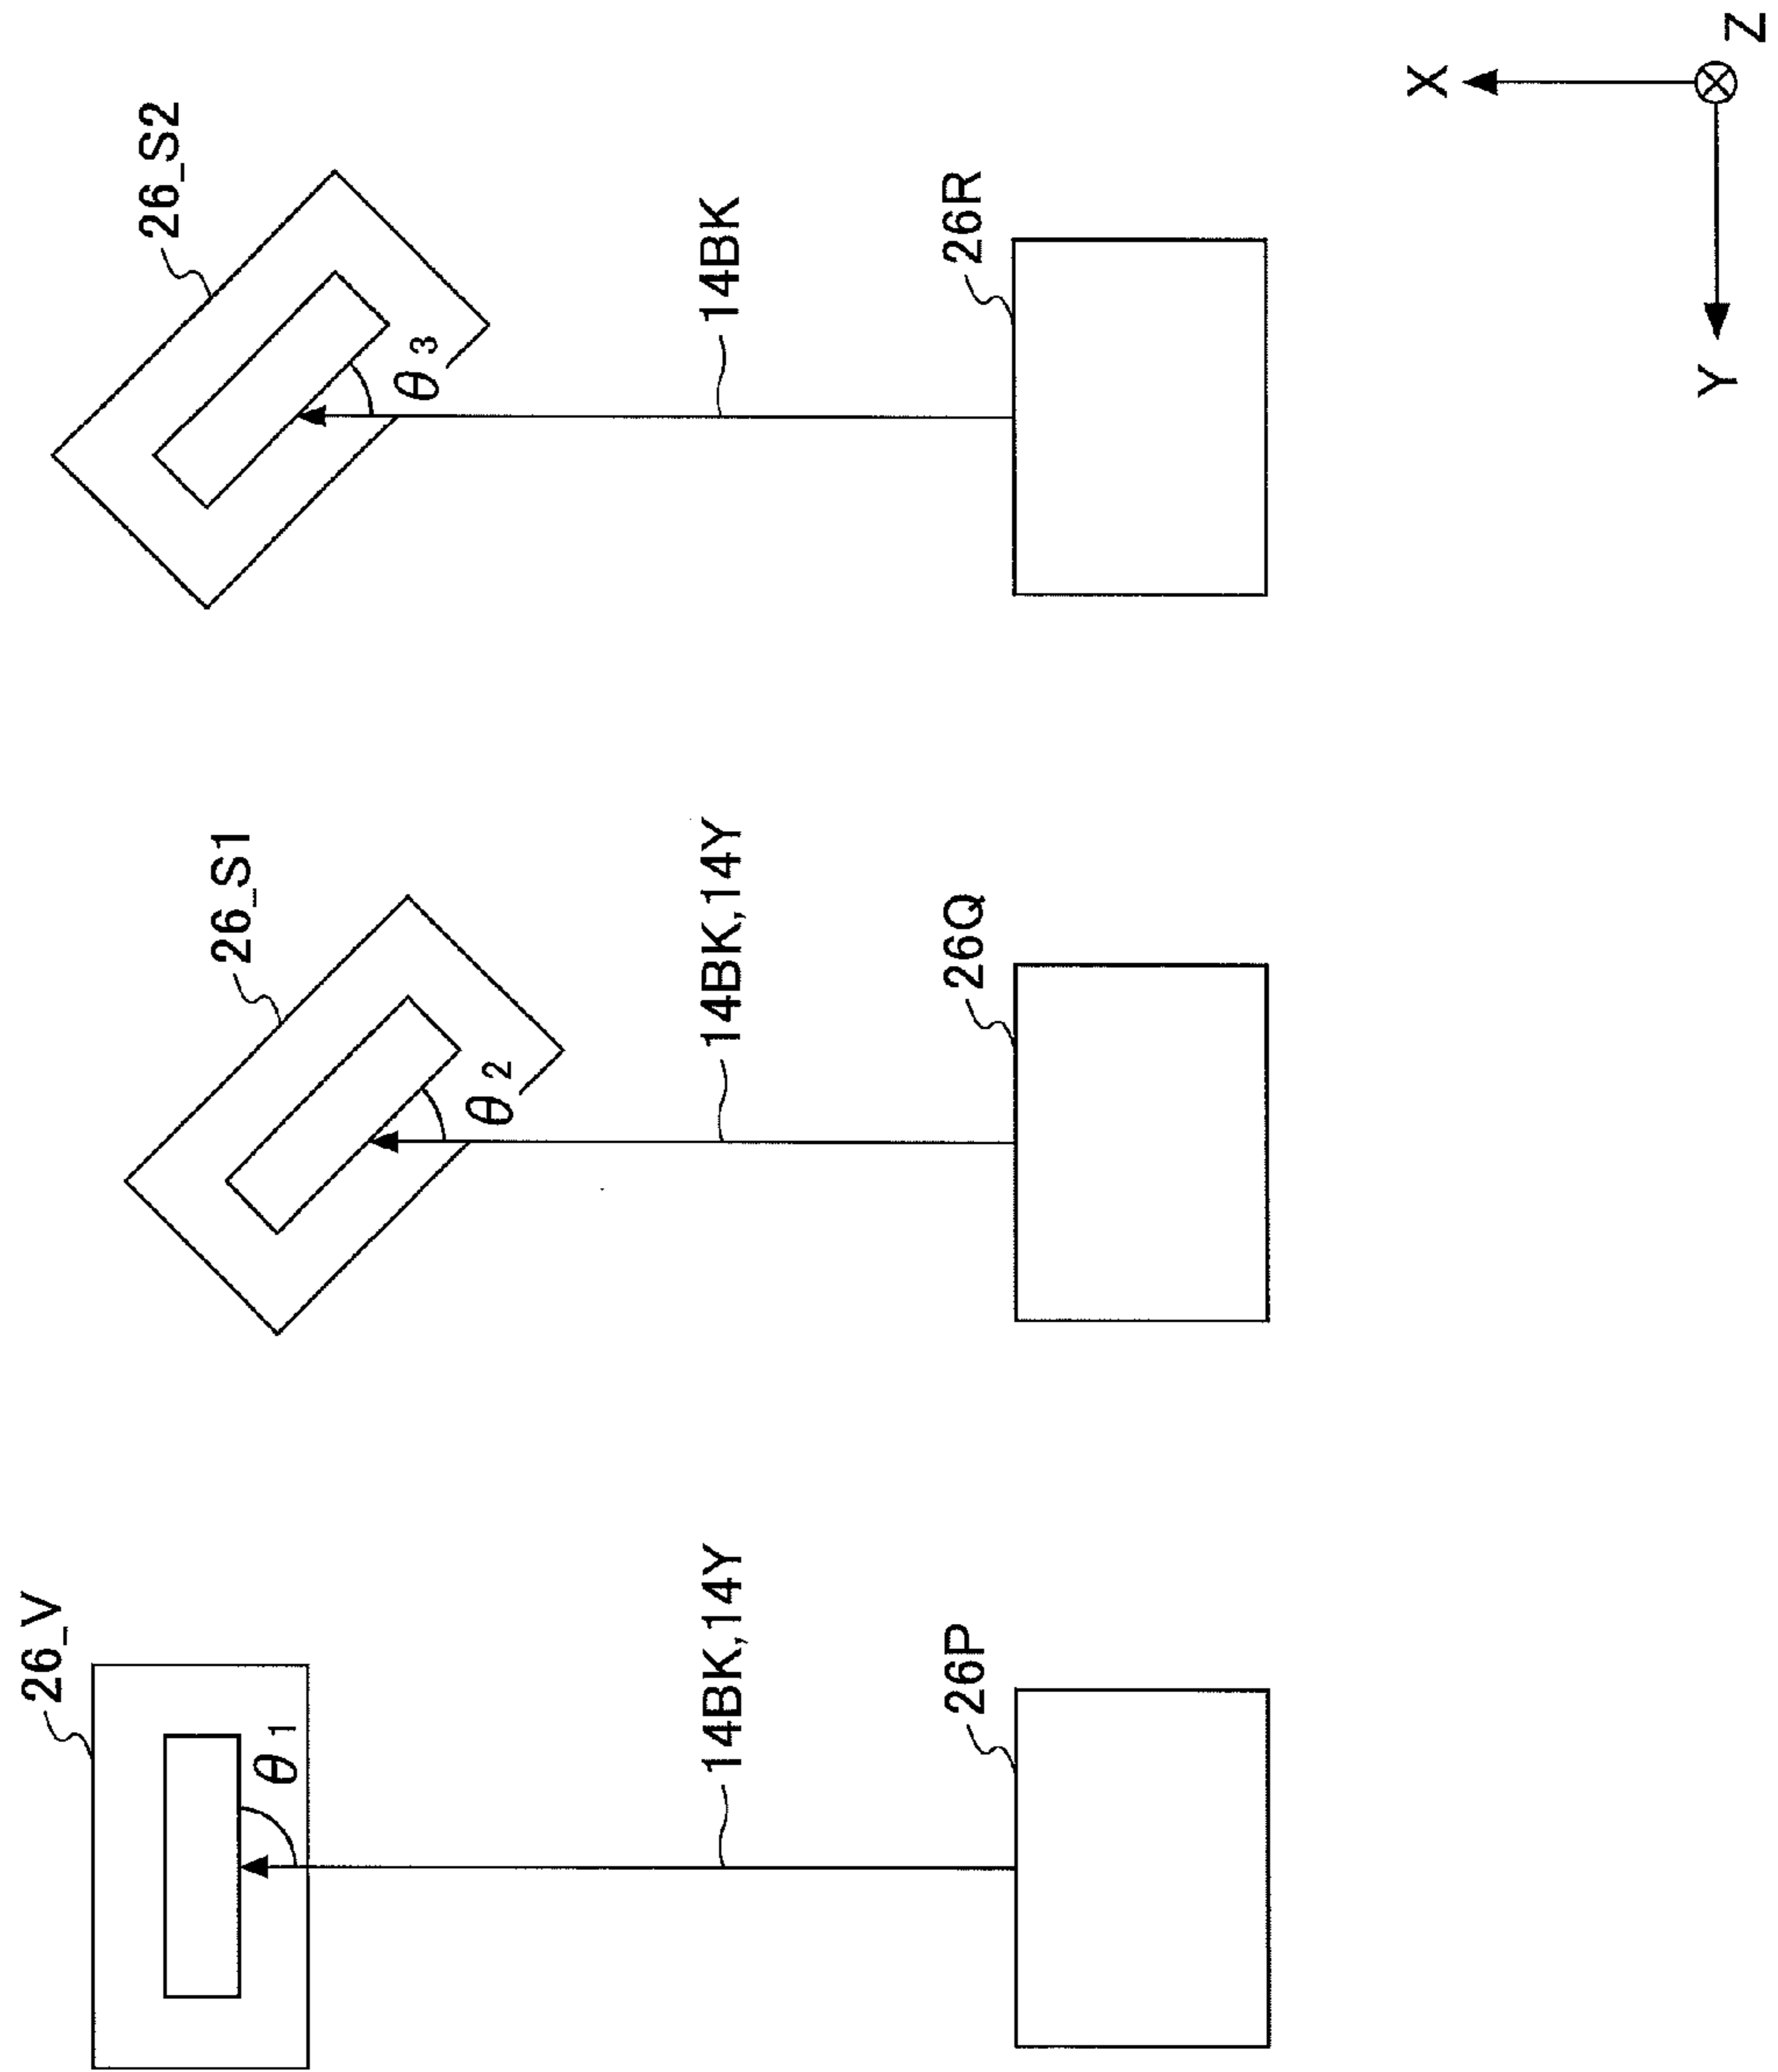 26_V
θ1
14BK,14Y
26P
26_S1
θ2
14BK,14Y
26Q
26_S2
θ3
14BK
26R
X
Y
Z